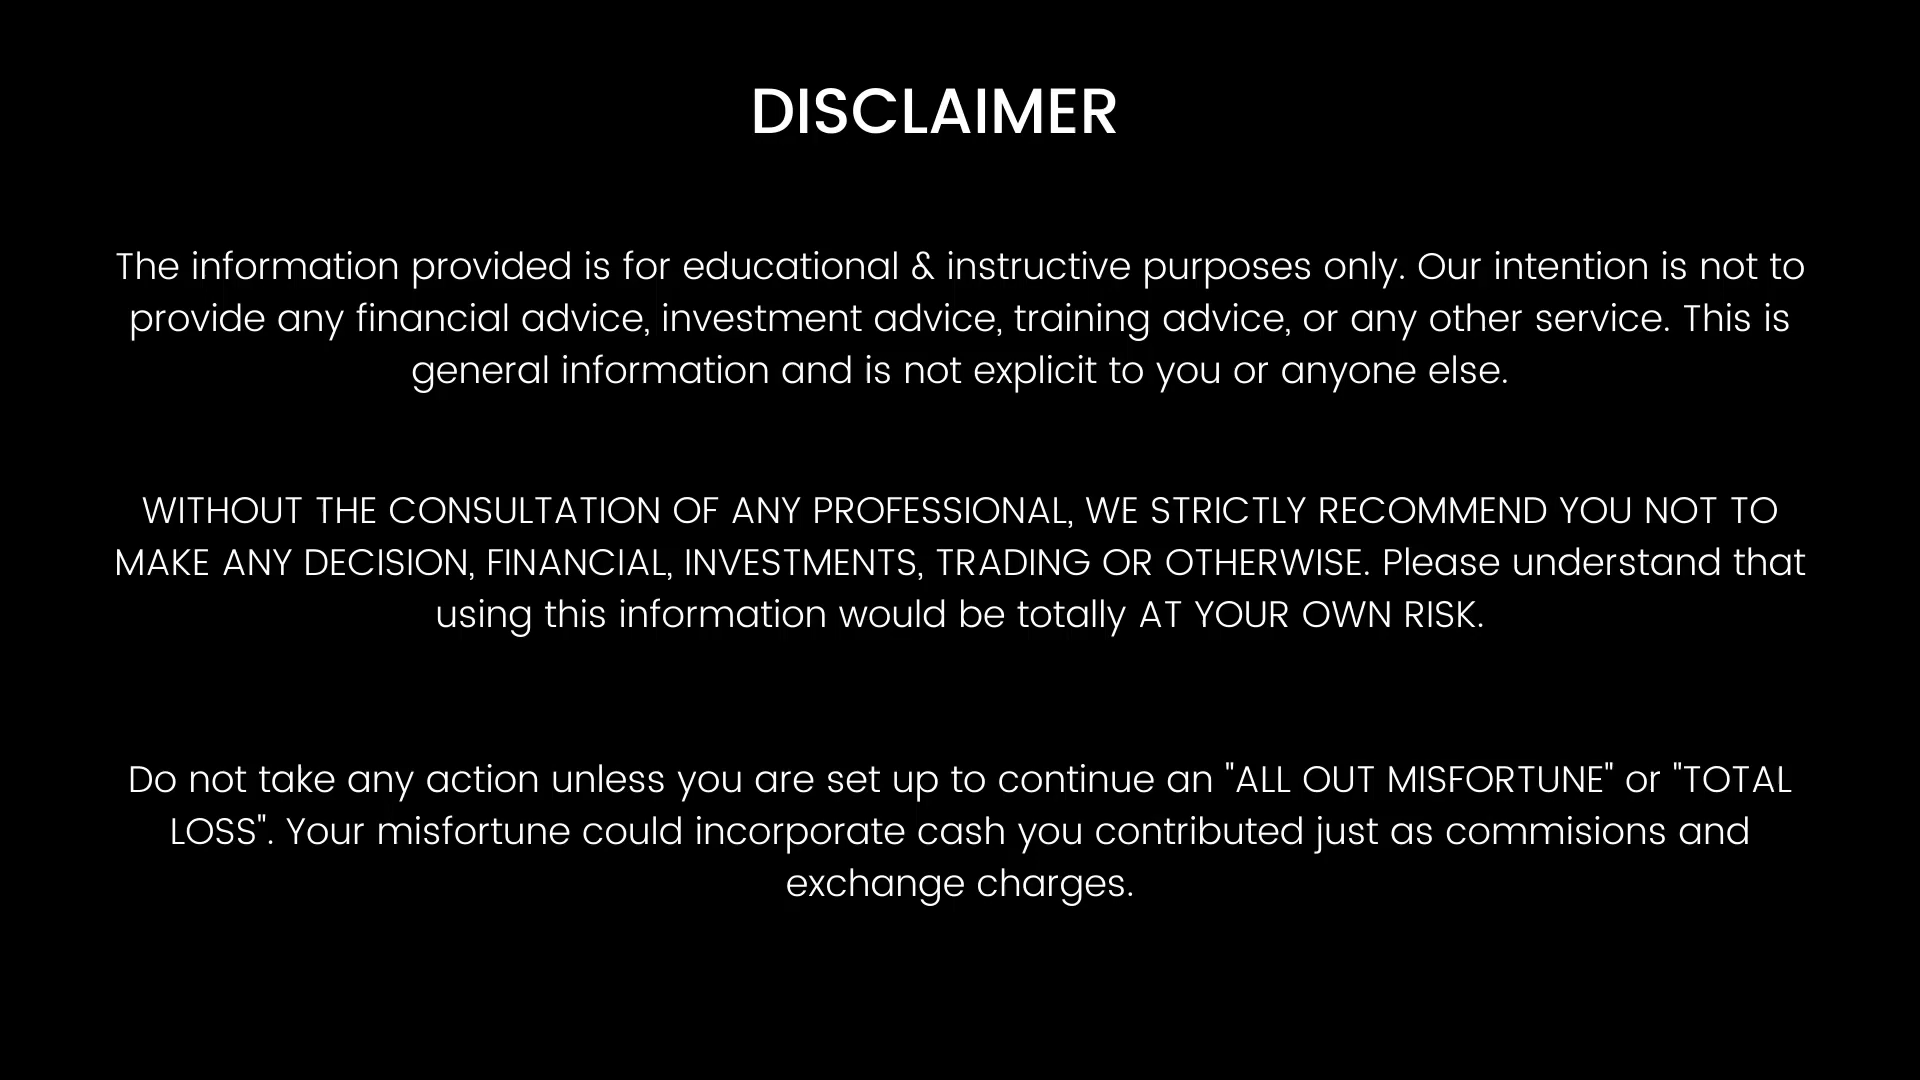 DISCLAIMER
The information provided is for educational & instructive purposes only. Our intention is not to
provide any financial advice, investment advice, training advice, or any other service. This is
general information and is not explicit to you or anyone else.
WITHOUT THE CONSULTATION OF ANY PROFESSIONAL, WE STRICTLY RECOMMEND YOU NOT TO
MAKE ANY DECISION, FINANCIAL, INVESTMENTS, TRADING OR OTHERWISE. Please understand that
using this information would be totally AT YOUR OWN RISK.
Do not take any action unless you are set up to continue an "ALL OUT MISFORTUNE" or "TOTAL
LOSS". Your misfortune could incorporate cash you contributed just as commisions and
exchange charges.